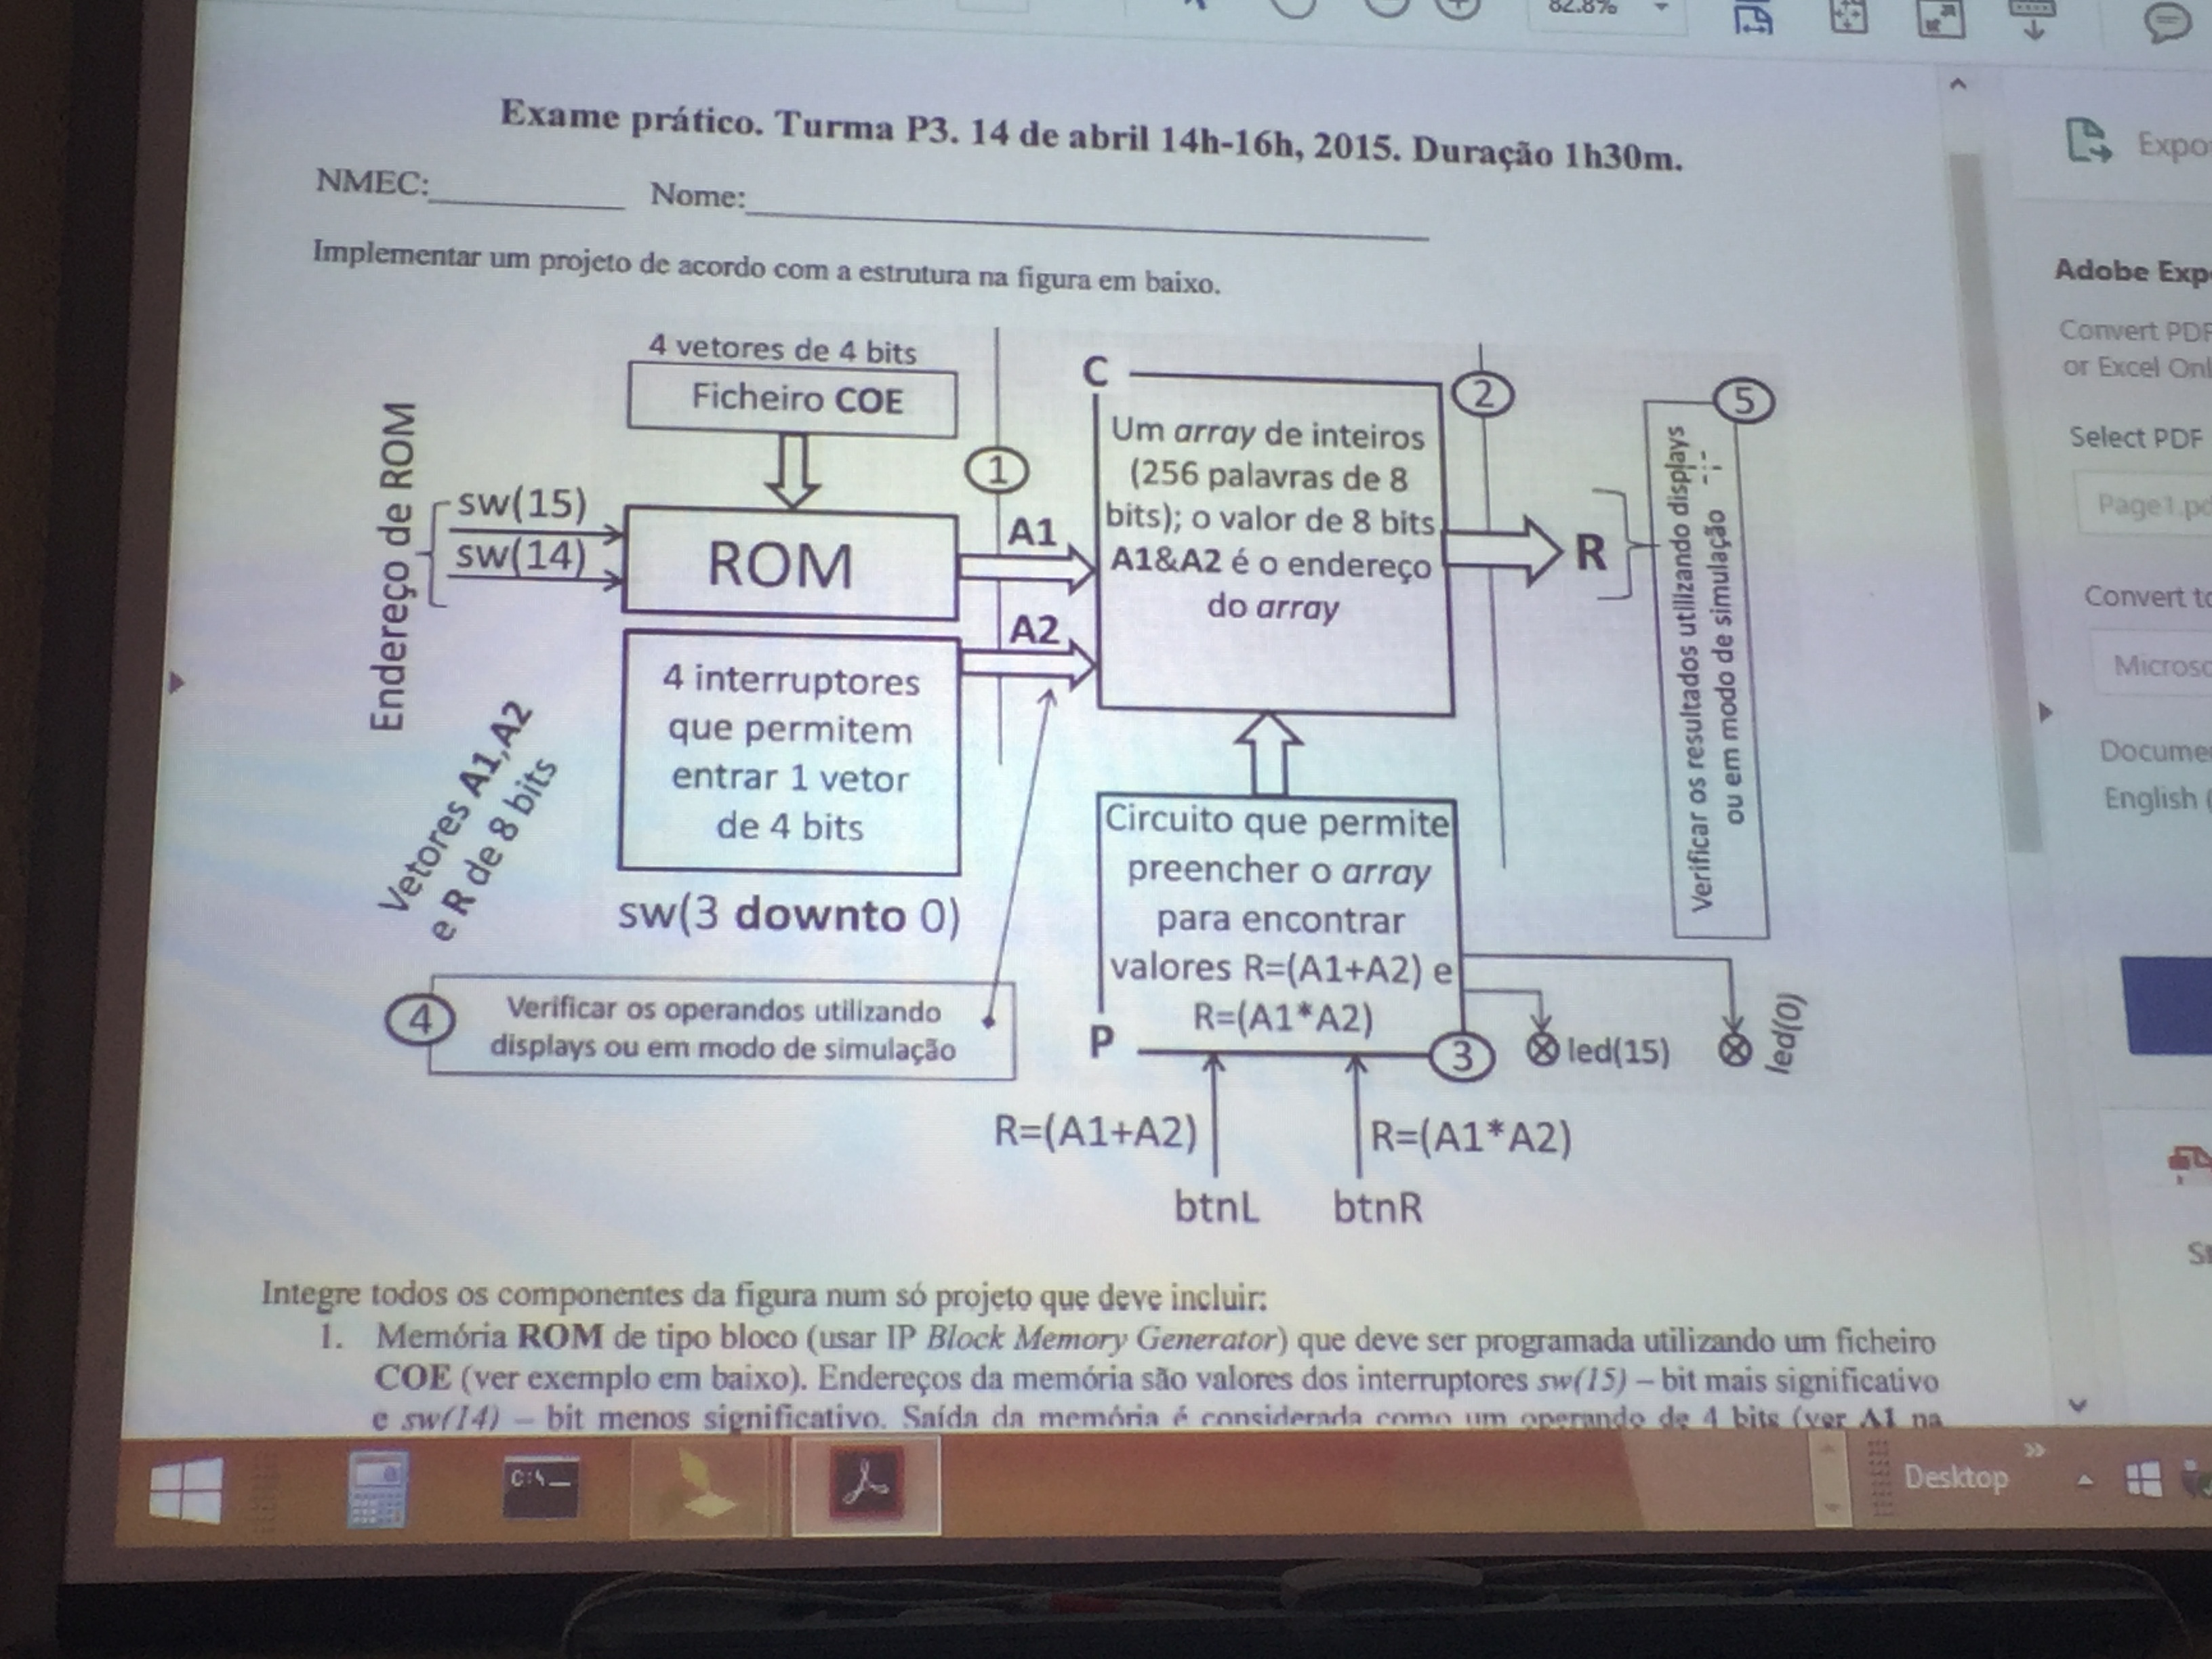 82.8%
Exame prático. Turma P3. 14 de abril 14h-16h, 2015. Duração 1h30m.
NMEC:__________ Nome:__________
Implementar um projeto de acordo com a estrutura na figura em baixo.
4 vetores de 4 bits
Ficheiro COE
Endereço de ROM
sw(15)
sw(14)
ROM
1
A1
A2
4 interruptores
que permitem
entrar 1 vetor
de 4 bits
sw(3 downto 0)
Vetores A1,A2
e R de 8 bits
C
Um array de inteiros
(256 palavras de 8
bits); o valor de 8 bits
A1&A2 é o endereço
do array
2
R
5
Verificar os resultados utilizando displays
ou em modo de simulação
Circuito que permite
preencher o array
para encontrar
valores R=(A1+A2) e
R=(A1*A2)
P
3
led(15)
led(0)
4
Verificar os operandos utilizando
displays ou em modo de simulação
R=(A1+A2)
R=(A1*A2)
btnL
btnR
Integre todos os componentes da figura num só projeto que deve incluir:
1. Memória ROM de tipo bloco (usar IP Block Memory Generator) que deve ser programada utilizando um ficheiro
COE (ver exemplo em baixo). Endereços da memória são valores dos interruptores sw(15) – bit mais significativo
e sw(14) – bit menos significativo. Saída da memória é considerada como um operando de 4 bits (ver A1 na
Expo
Adobe Exp
Convert PDF
or Excel Onl
Select PDF
Page1.pd
Convert to
Microso
Docume
English (
C:\_
Desktop